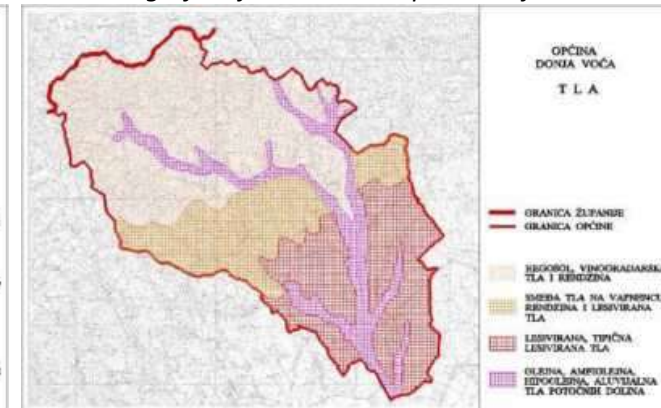 OPĆINA
DONJA VOĆA
T L A
GRANICA ŽUPANIJE
GRANICA OPĆINE
REGOSOL, VINOGRADARSKA
TLA I RENDZINA
SMEĐA TLA NA VAPNENCU
RENDZINA I LESIVIRANA
TLA
LESIVIRANA, TIPIČNA
LESIVIRANA TLA
GLEJNA, AMFIGLEJNA,
HIPOGLEJNA, ALUVIJALNA
TLA POTOČNIH DOLINA